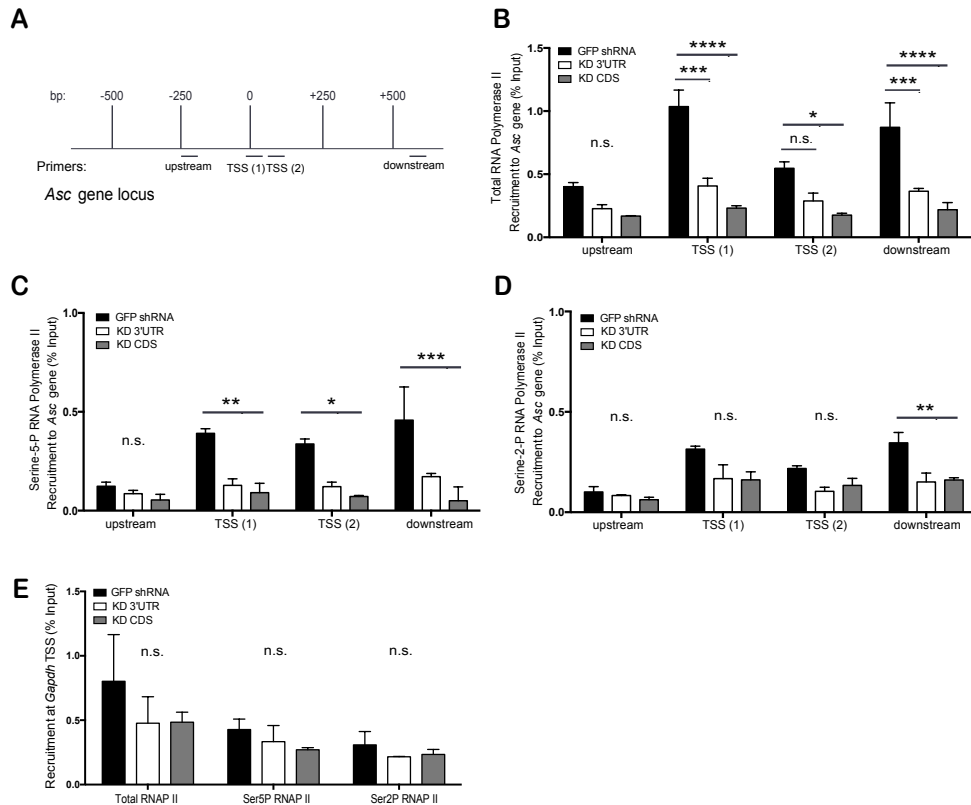 A
bp: -500 -250 0 +250 +500
Primers: upstream TSS (1) TSS (2) downstream
Asc gene locus
B
Total RNA Polymerase II
Recruitment to Asc gene (% Input)
GFP shRNA
KD 3'UTR
KD CDS
1.5
1.0
0.5
0.0
n.s.
****
***
*
n.s.
****
***
upstream TSS (1) TSS (2) downstream
C
Serine-5-P RNA Polymerase II
Recruitment to Asc gene (% Input)
GFP shRNA
KD 3'UTR
KD CDS
1.0
0.5
0.0
n.s.
**
*
***
upstream TSS (1) TSS (2) downstream
D
Serine-2-P RNA Polymerase II
Recruitment to Asc gene (% Input)
GFP shRNA
KD 3'UTR
KD CDS
1.0
0.5
0.0
n.s. n.s. n.s. **
upstream TSS (1) TSS (2) downstream
E
Recruitment at Gapdh TSS (% Input)
GFP shRNA
KD 3'UTR
KD CDS
1.5
1.0
0.5
0.0
n.s. n.s. n.s.
Total RNAP II Ser5P RNAP II Ser2P RNAP II